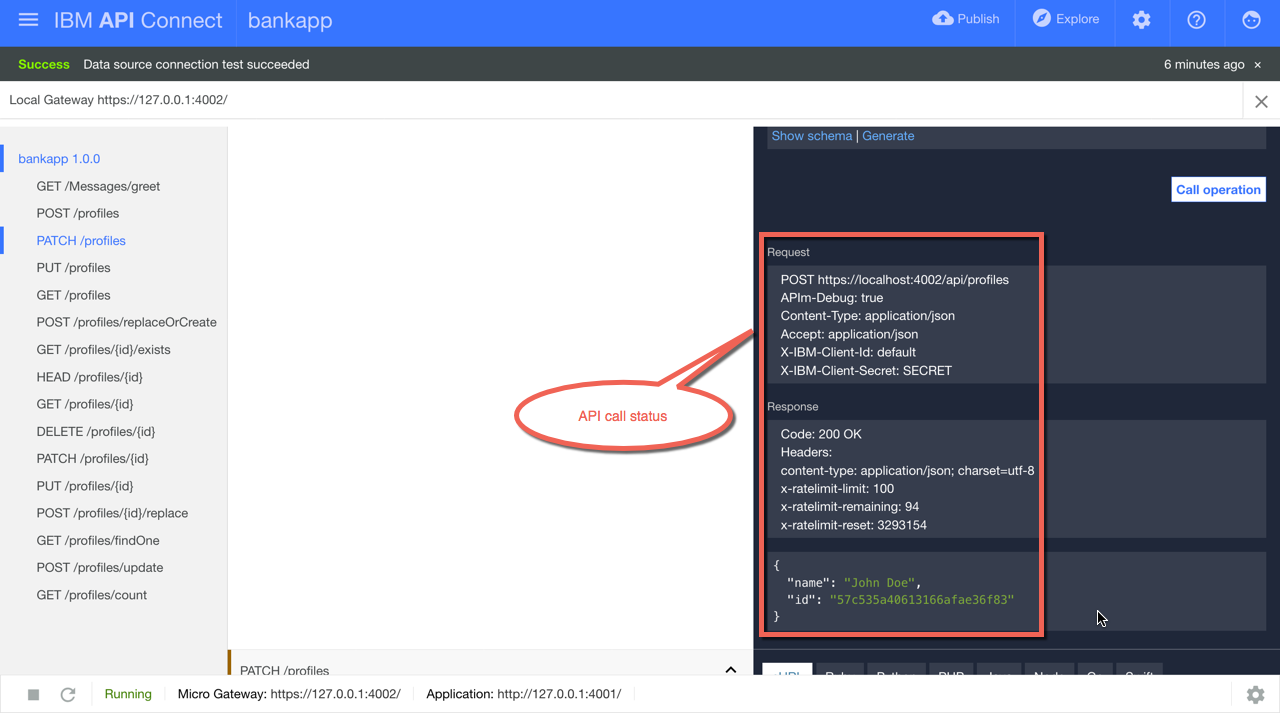 IBM API Connect bankapp Publish Explore
Success Data source connection test succeeded 6 minutes ago ×
Local Gateway https://127.0.0.1:4002/
bankapp 1.0.0
GET /Messages/greet
POST /profiles
PATCH /profiles
PUT /profiles
GET /profiles
POST /profiles/replaceOrCreate
GET /profiles/{id}/exists
HEAD /profiles/{id}
GET /profiles/{id}
DELETE /profiles/{id}
PATCH /profiles/{id}
PUT /profiles/{id}
POST /profiles/{id}/replace
GET /profiles/findOne
POST /profiles/update
GET /profiles/count
API call status
PATCH /profiles
Show schema | Generate
Call operation
Request
POST https://localhost:4002/api/profiles
APIm-Debug: true
Content-Type: application/json
Accept: application/json
X-IBM-Client-Id: default
X-IBM-Client-Secret: SECRET
Response
Code: 200 OK
Headers:
content-type: application/json; charset=utf-8
x-ratelimit-limit: 100
x-ratelimit-remaining: 94
x-ratelimit-reset: 3293154
{
"name": "John Doe",
"id": "57c535a40613166afae36f83"
}
Running Micro Gateway: https://127.0.0.1:4002/ Application: http://127.0.0.1:4001/